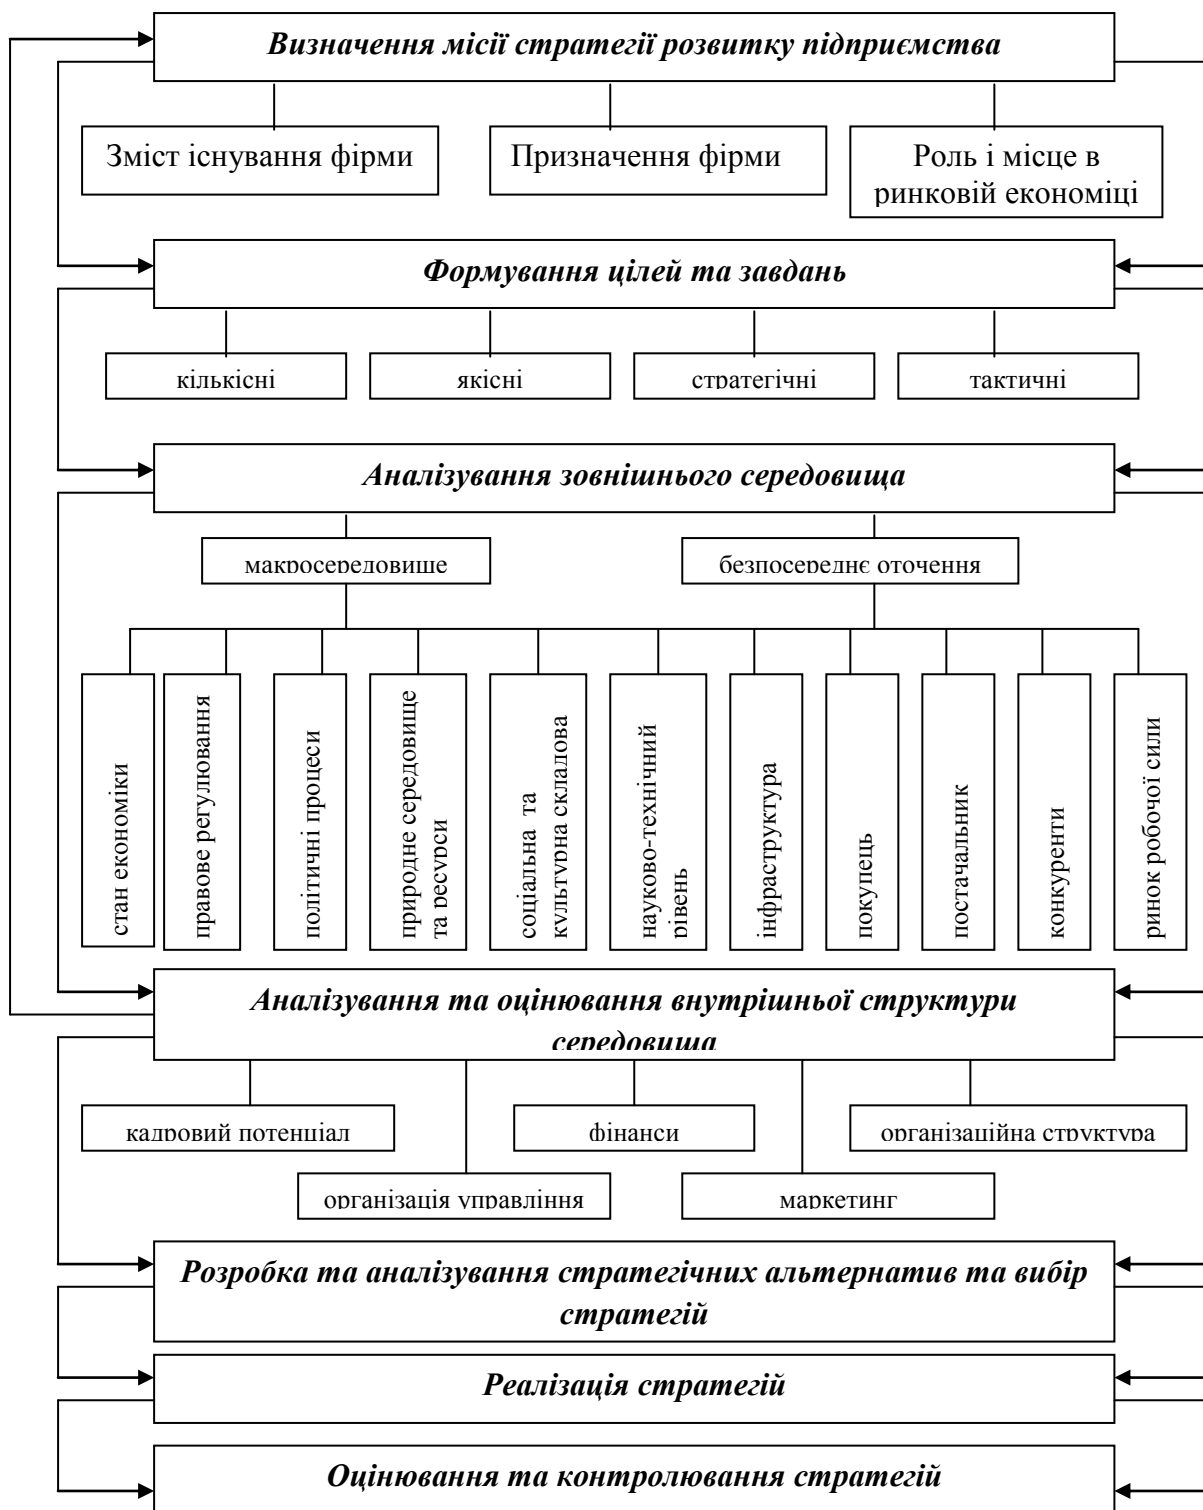 Визначення місії стратегії розвитку підприємства
Зміст існування фірми
Призначення фірми
Роль і місце в
ринковій економіці
Формування цілей та завдань
кількісні
якісні
стратегічні
тактичні
Аналізування зовнішнього середовища
макросередовище
безпосереднє оточення
стан економіки
правове регулювання
політичні процеси
природне середовище
та ресурси
соціальна та
культурна складова
науково-технічний
рівень
інфраструктура
покупець
постачальник
конкуренти
ринок робочої сили
Аналізування та оцінювання внутрішньої структури
середовища
кадровий потенціал
фінанси
організаційна структура
організація управління
маркетинг
Розробка та аналізування стратегічних альтернатив та вибір
стратегій
Реалізація стратегій
Оцінювання та контролювання стратегій